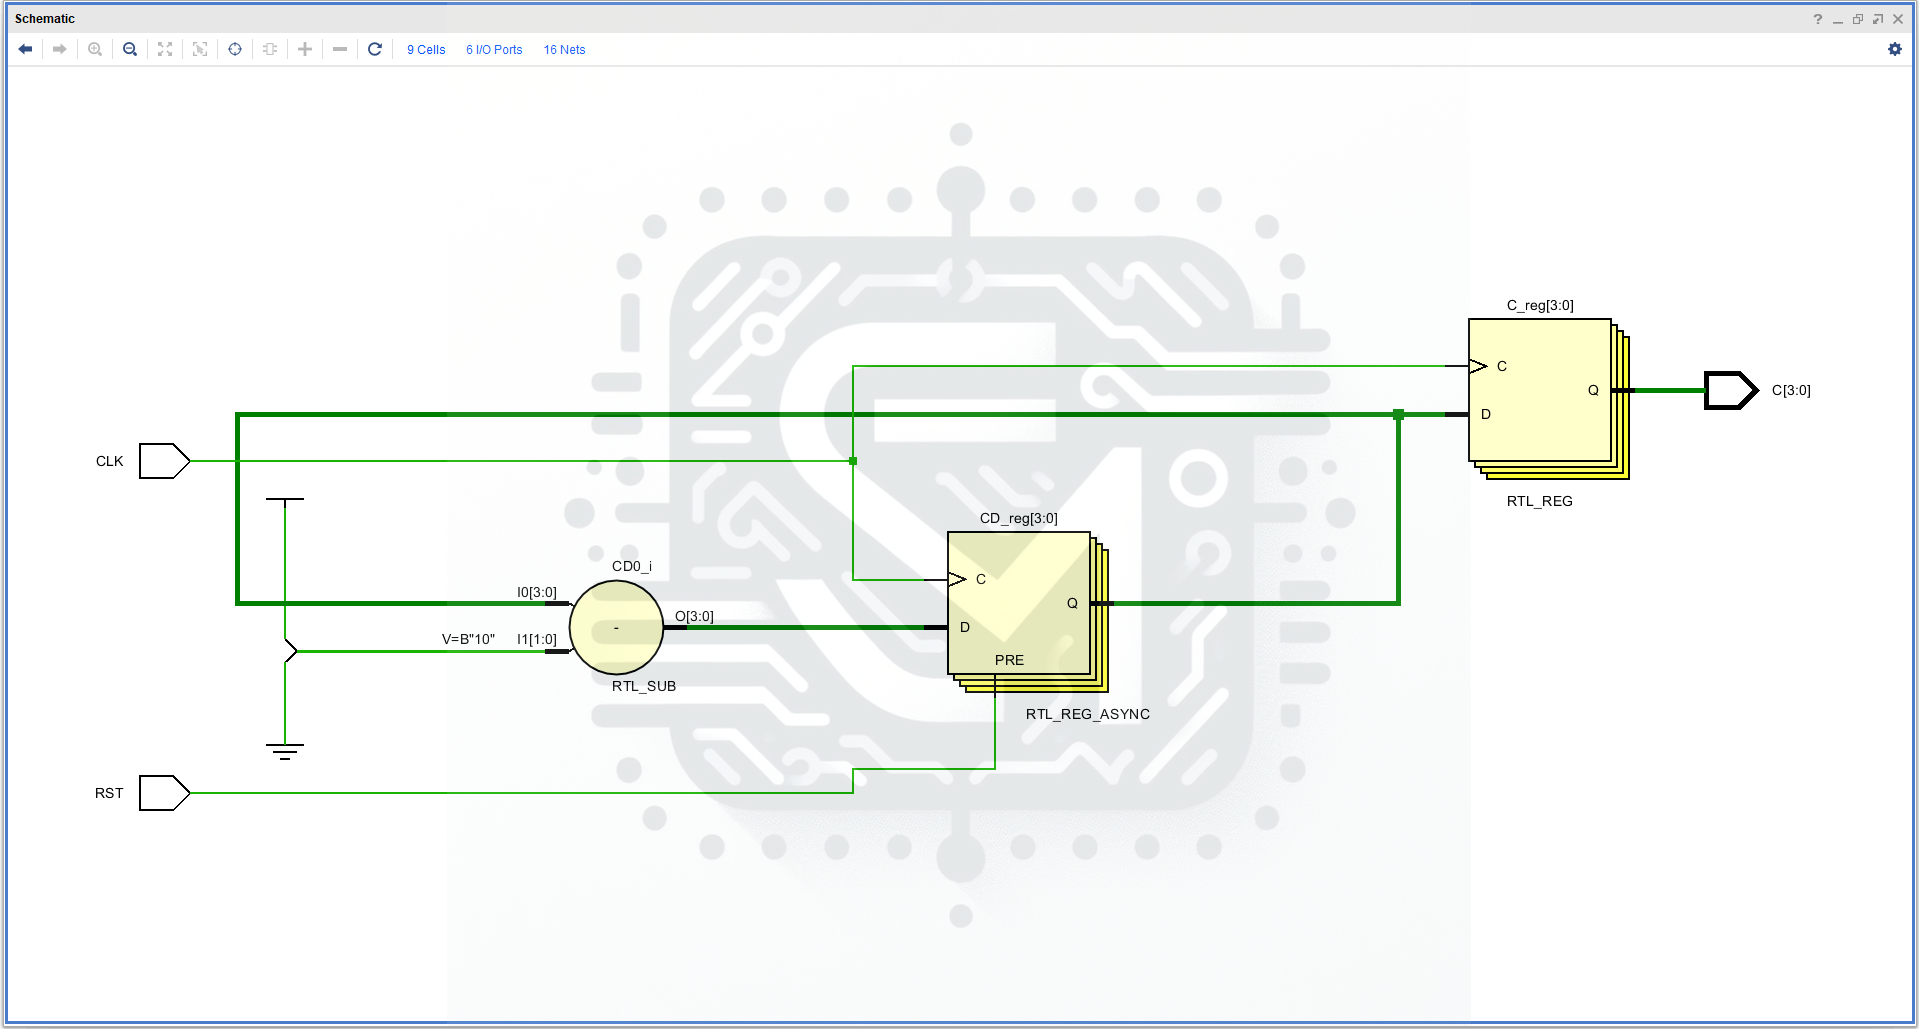 Schematic
?
9 Cells 6 I/O Ports 16 Nets
C_reg[3:0]
C
Q
C[3:0]
D
CLK
RTL_REG
CD_reg[3:0]
CD0_i
C
I0[3:0]
Q
O[3:0]
-
D
V=B"10" I1[1:0]
PRE
RTL_SUB
RTL_REG_ASYNC
RST